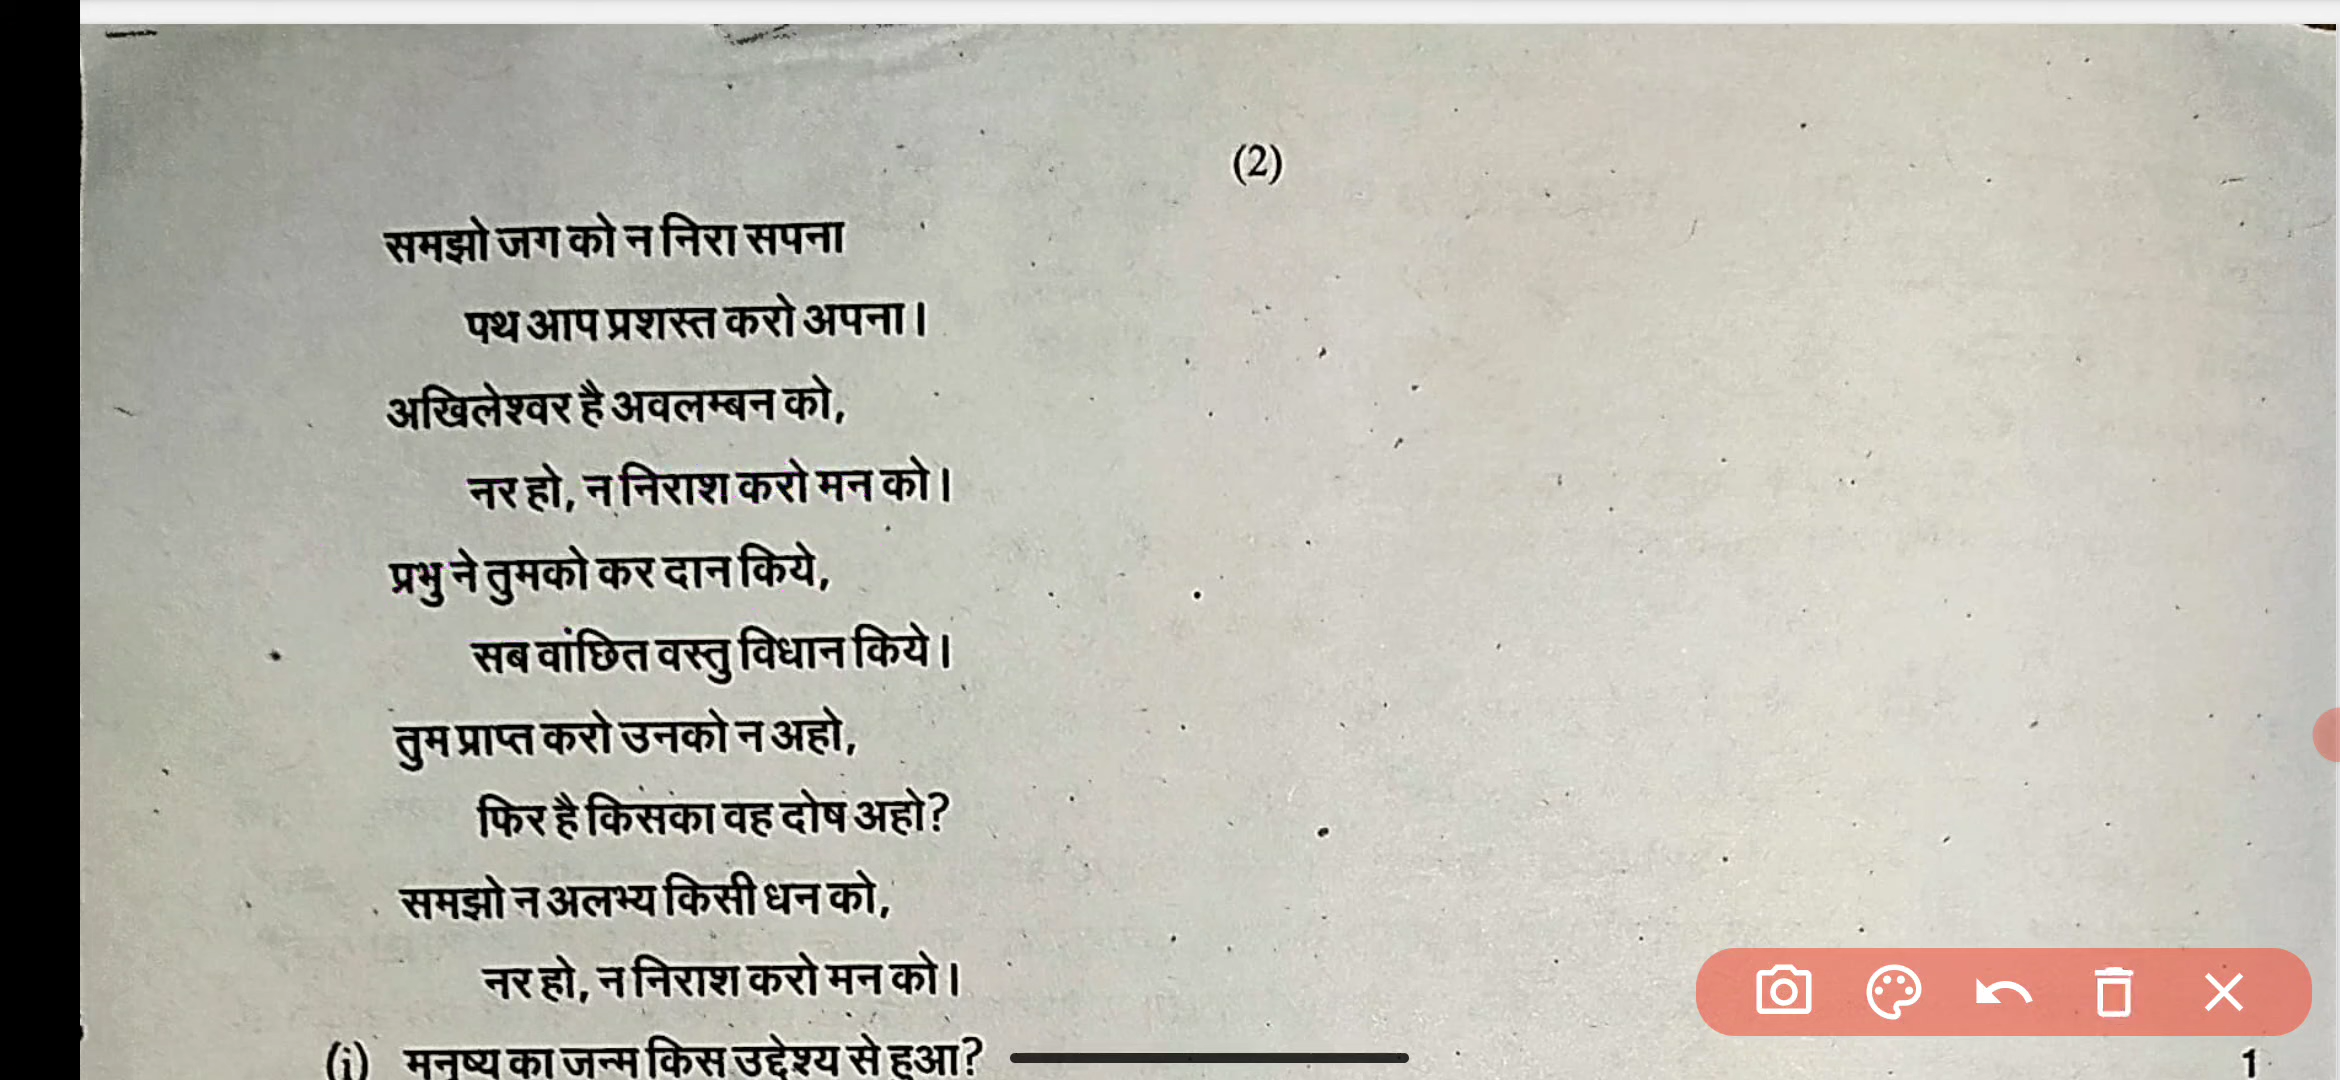 (2)
समझो जग को न निरा सपना
पथ आप प्रशस्त करो अपना।
अखिलेश्वर है अवलम्बन को,
नर हो, न निराश करो मन को।
प्रभु ने तुमको कर दान किये,
सब वांछित वस्तु विधान किये।
तुम प्राप्त करो उनको न अहो,
फिर है किसका वह दोष अहो?
समझो न अलभ्य किसी धन को,
नर हो, न निराश करो मन को।
(i) मनुष्य का जन्म किस उद्देश्य से हुआ? 1